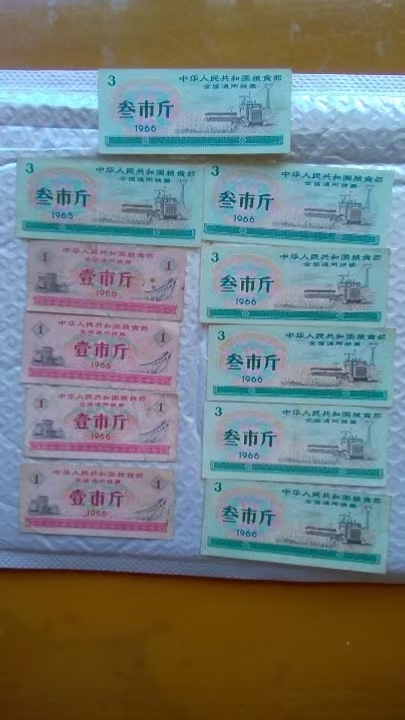 3
中华人民共和国粮食部
全国通用粮票
叁市斤
1966
3
中华人民共和国粮食部
全国通用粮票
叁市斤
1965
3
中华人民共和国粮食部
全国通用粮票
叁市斤
1966
中华人民共和国粮食部
全国通用粮票
1
1
壹市斤
1966
3
中华人民共和国粮食部
全国通用粮票
叁市斤
1966
中华人民共和国粮食部
全国通用粮票
1
1
壹市斤
1966
3
中华人民共和国粮食部
全国通用粮票
叁市斤
1966
中华人民共和国粮食部
全国通用粮票
1
1
壹市斤
1966
3
中华人民共和国粮食部
全国通用粮票
叁市斤
1966
中华人民共和国粮食部
全国通用粮票
1
1
壹市斤
1966
3
中华人民共和国粮食部
全国通用粮票
叁市斤
1966